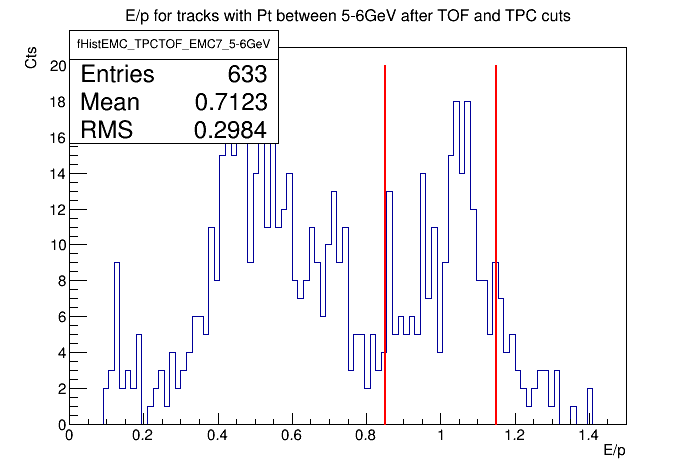 E/p for tracks with Pt between 5-6GeV after TOF and TPC cuts
fHistEMC_TPCTOF_EMC7_5-6GeV
Entries 633
Mean 0.7123
RMS 0.2984
Cts
20
18
16
14
12
10
8
6
4
2
0
0 0.2 0.4 0.6 0.8 1 1.2 1.4
E/p